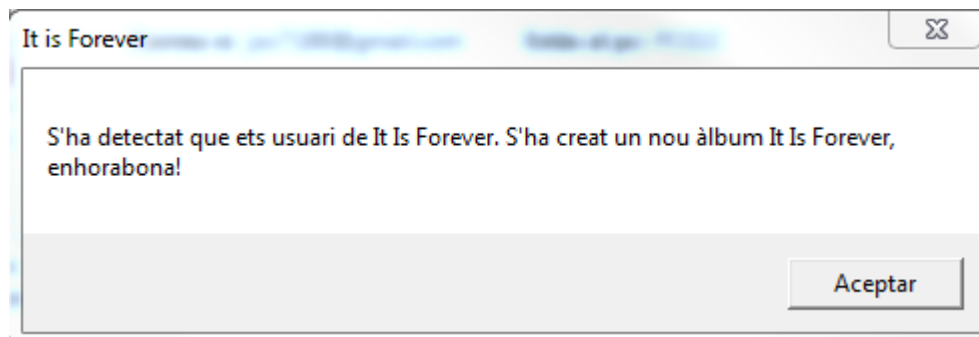 It is Forever
S'ha detectat que ets usuari de It Is Forever. S'ha creat un nou àlbum It Is Forever,
enhorabona!
Aceptar